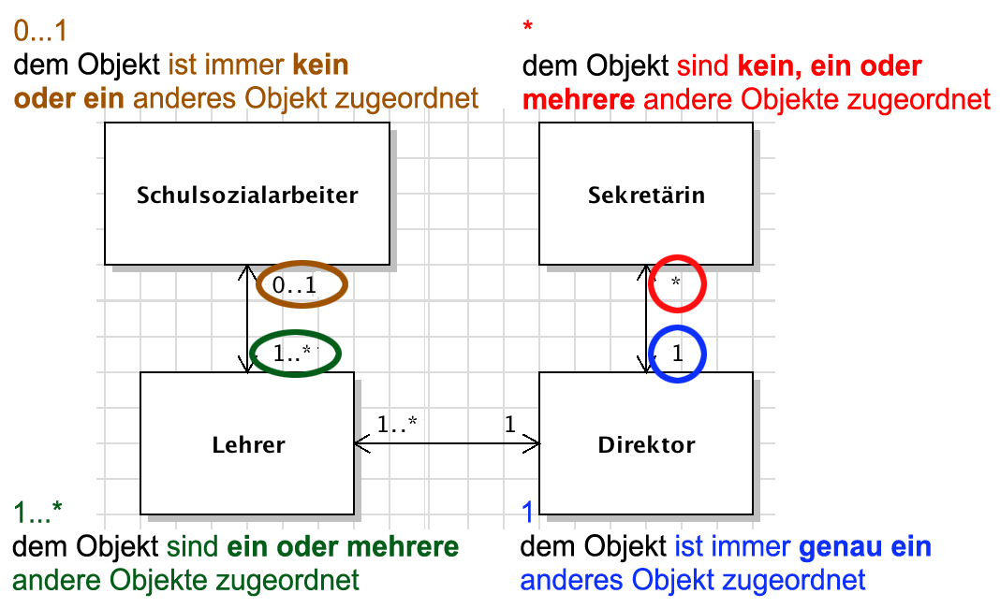 0...1
dem Objekt ist immer kein
oder ein anderes Objekt zugeordnet
*
dem Objekt sind kein, ein oder
mehrere andere Objekte zugeordnet
Schulsozialarbeiter
Sekretärin
0..1
*
1..*
1
Lehrer
1..*
1
Direktor
1...*
dem Objekt sind ein oder mehrere
andere Objekte zugeordnet
1
dem Objekt ist immer genau ein
anderes Objekt zugeordnet